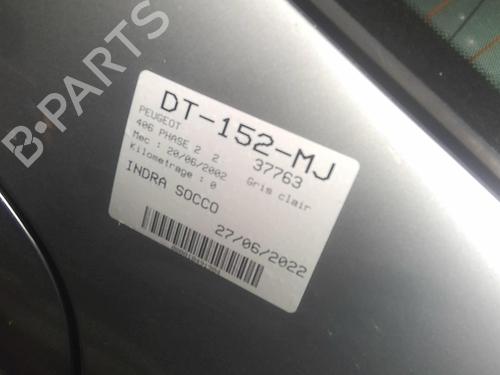 B-PARTS
DT-152-MJ
PEUGEOT 37763
406 PHASE 2 2
Mec : 20/06/2002 Gris clair
Kilometrage : 0
INDRA SOCCO
27/06/2022